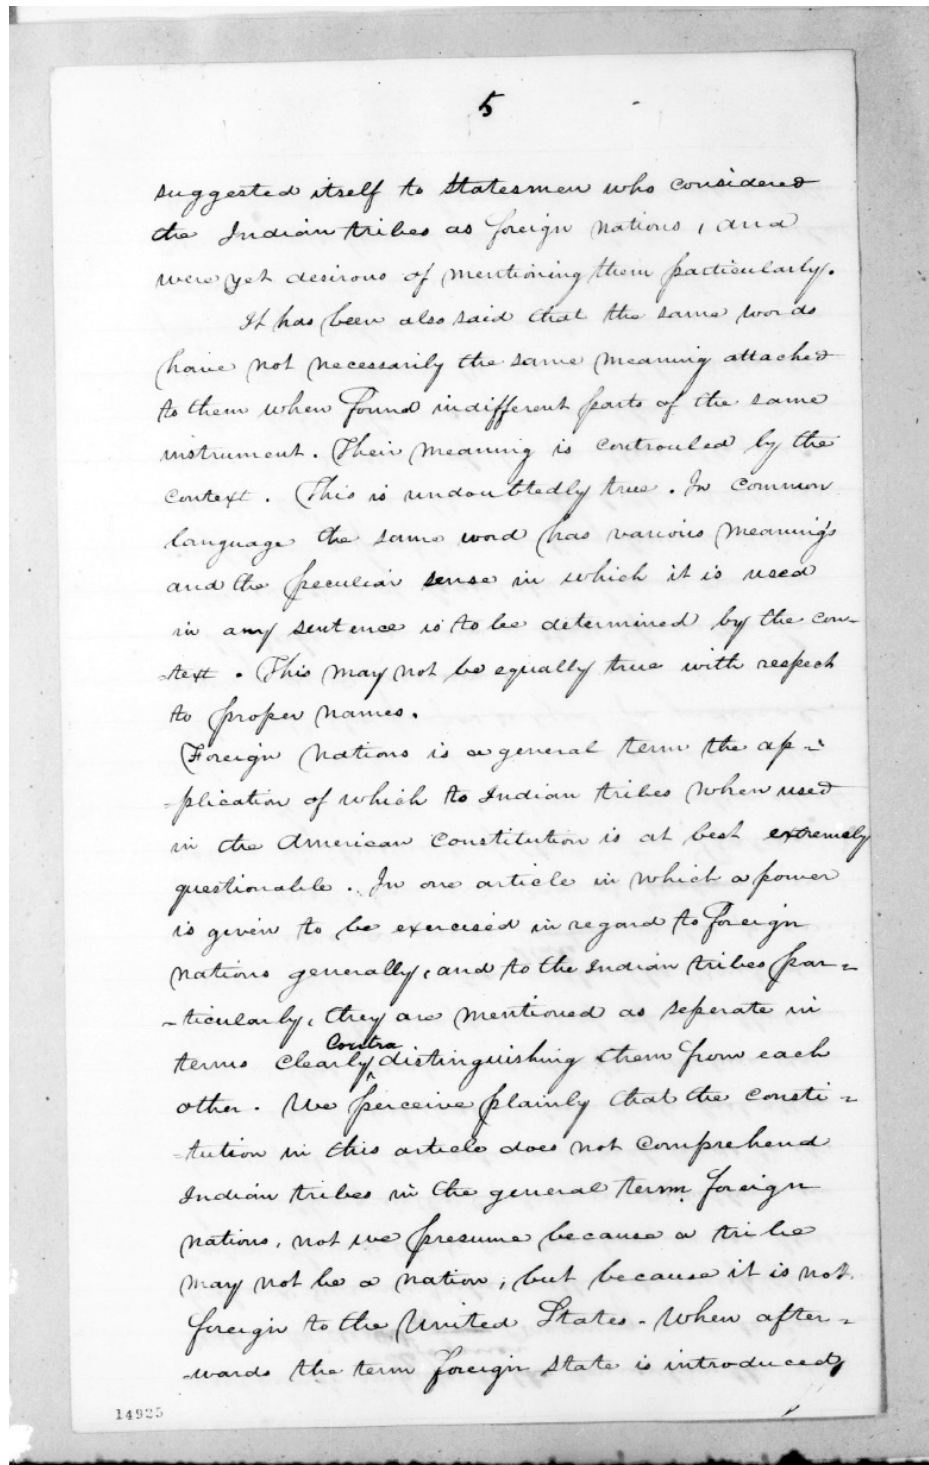 5
suggested itself to Statesmen who considered
the Indian tribes as foreign nations, and
were yet desirous of mentioning them particularly.
It has been also said that the same words
have not necessarily the same meaning attached
to them when found in different parts of the same
instrument. Their meaning is controuled by the
context. This is undoubtedly true. In common
language the same word has various meanings
and the peculiar sense in which it is used
in any sentence is to be determined by the con-
-text. This may not be equally true with respect
to proper names.
Foreign Nations is a general term the ap-
-plication of which to Indian tribes when used
in the American Constitution is at best extremely
questionable. In one article in which a power
is given to be exercised in regard to foreign
nations generally, and to the Indian tribes par=
-ticularly, they are mentioned as seperate in
Contra
terms clearly ^ distinguishing them from each
other. We perceive plainly that the consti=
=tution in this article does not comprehend
Indian tribes in the general term foreign
nations, not we presume because a tribe
may not be a nation, but because it is not
foreign to the United States. When after=
-wards the term foreign state is introduced,
14925